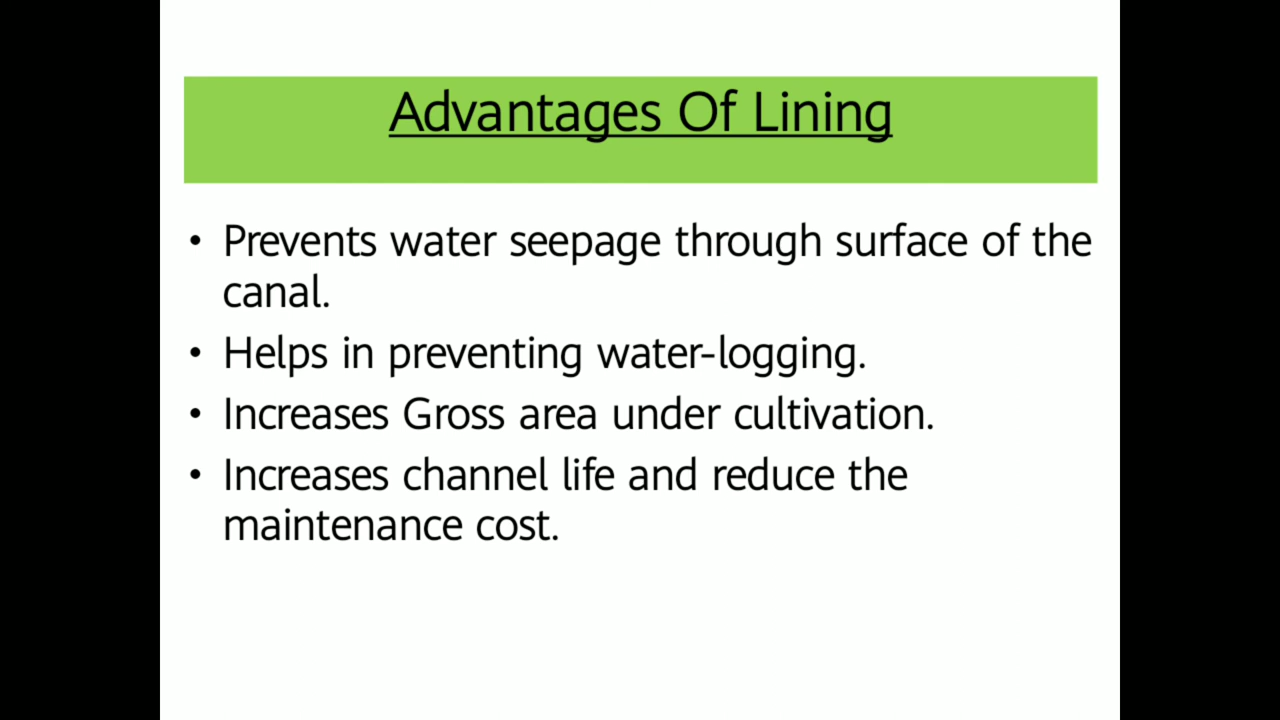 Advantages Of Lining
• Prevents water seepage through surface of the
canal.
• Helps in preventing water-logging.
• Increases Gross area under cultivation.
• Increases channel life and reduce the
maintenance cost.